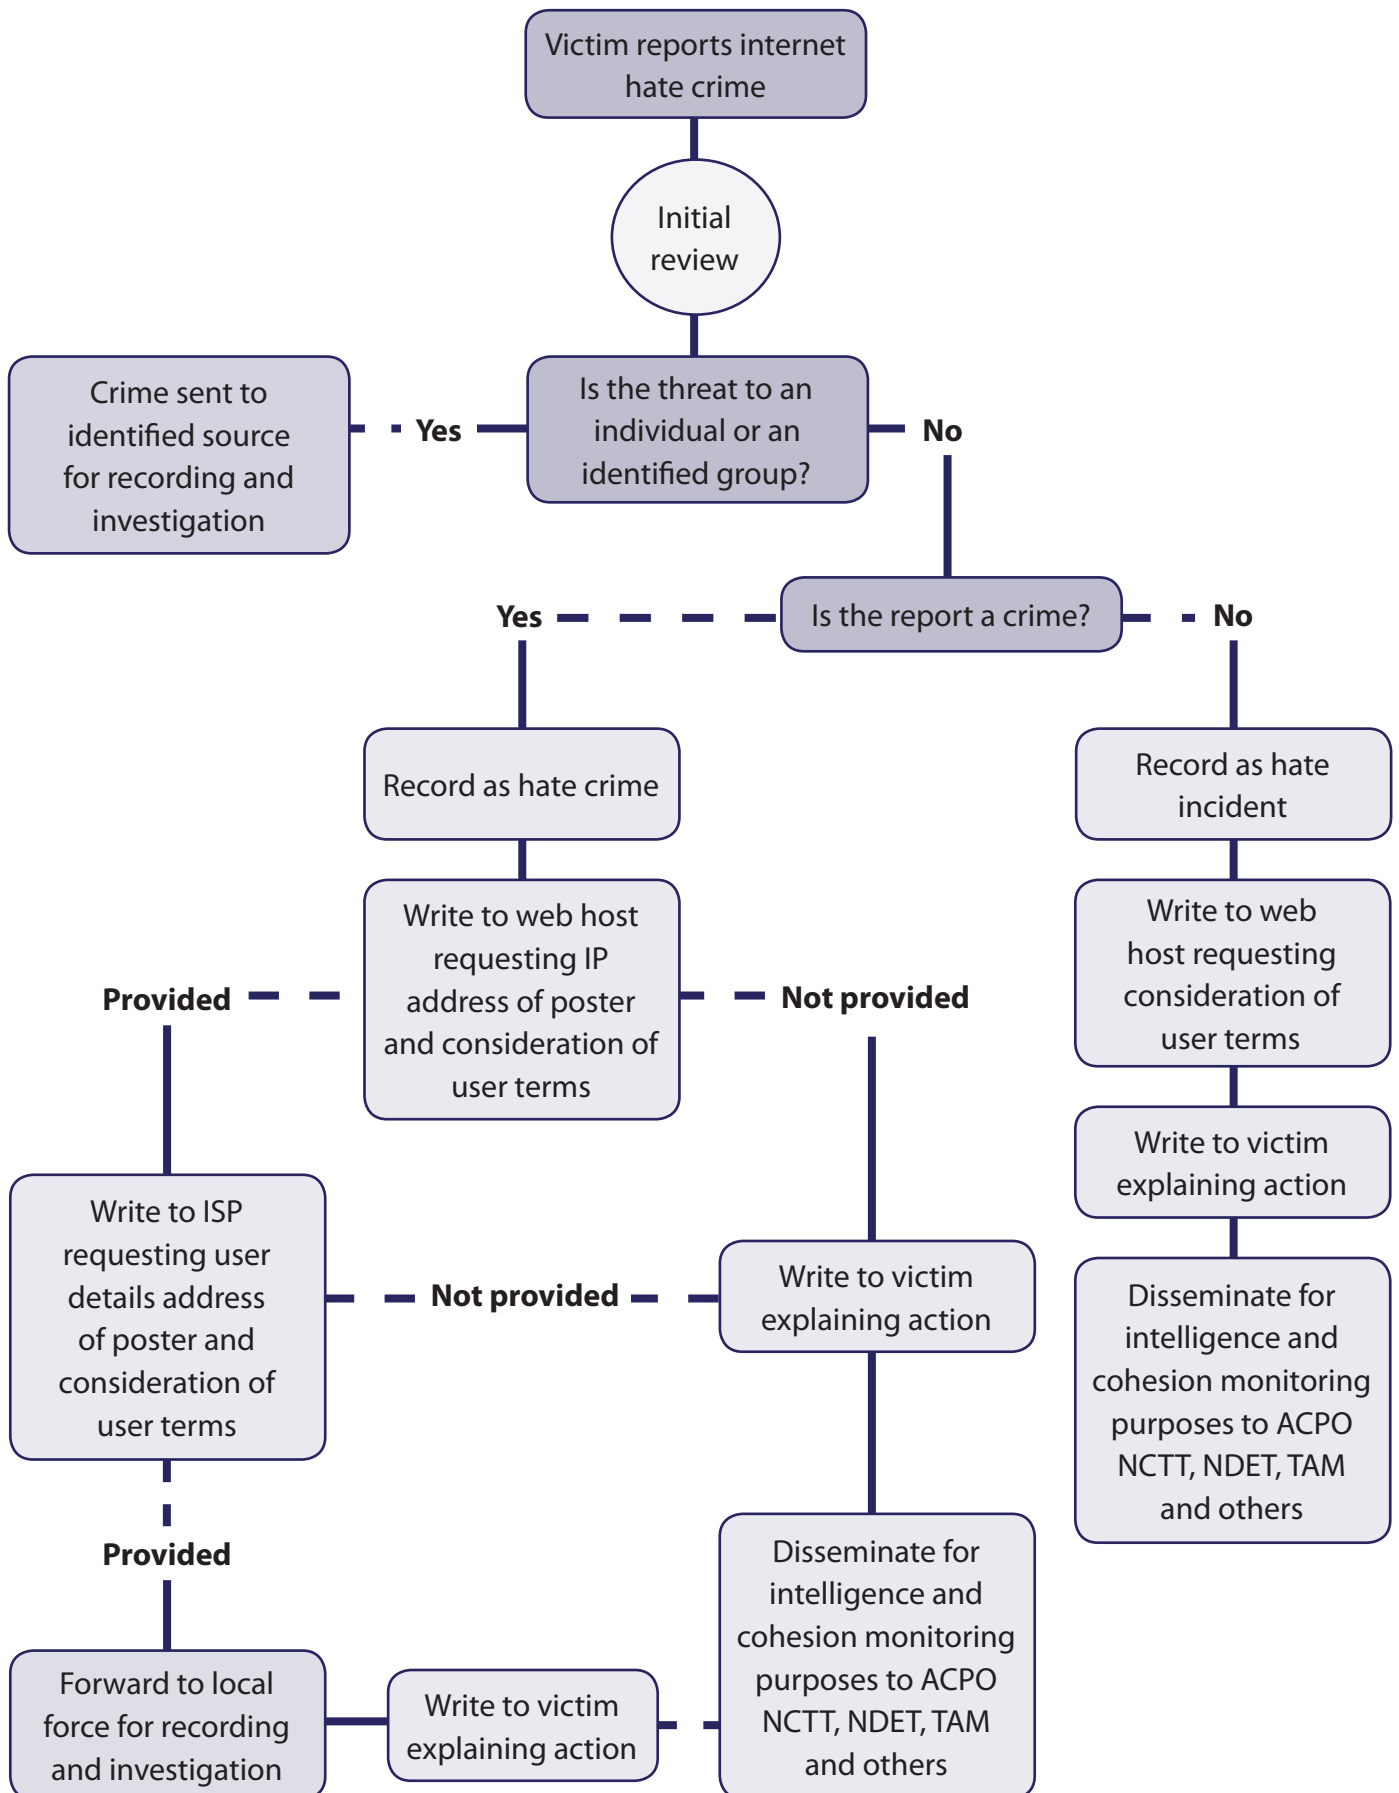 Victim reports internet
hate crime
Initial
review
Crime sent to
identified source
for recording and
investigation
Yes
Is the threat to an
individual or an
identified group?
No
Yes
Is the report a crime?
No
Record as hate crime
Record as hate
incident
Write to web host
requesting IP
address of poster
and consideration of
user terms
Write to web
host requesting
consideration of
user terms
Provided
Not provided
Write to victim
explaining action
Write to ISP
requesting user
details address
of poster and
consideration of
user terms
Not provided
Write to victim
explaining action
Disseminate for
intelligence and
cohesion monitoring
purposes to ACPO
NCTT, NDET, TAM
and others
Provided
Disseminate for
intelligence and
cohesion monitoring
purposes to ACPO
NCTT, NDET, TAM
and others
Forward to local
force for recording
and investigation
Write to victim
explaining action